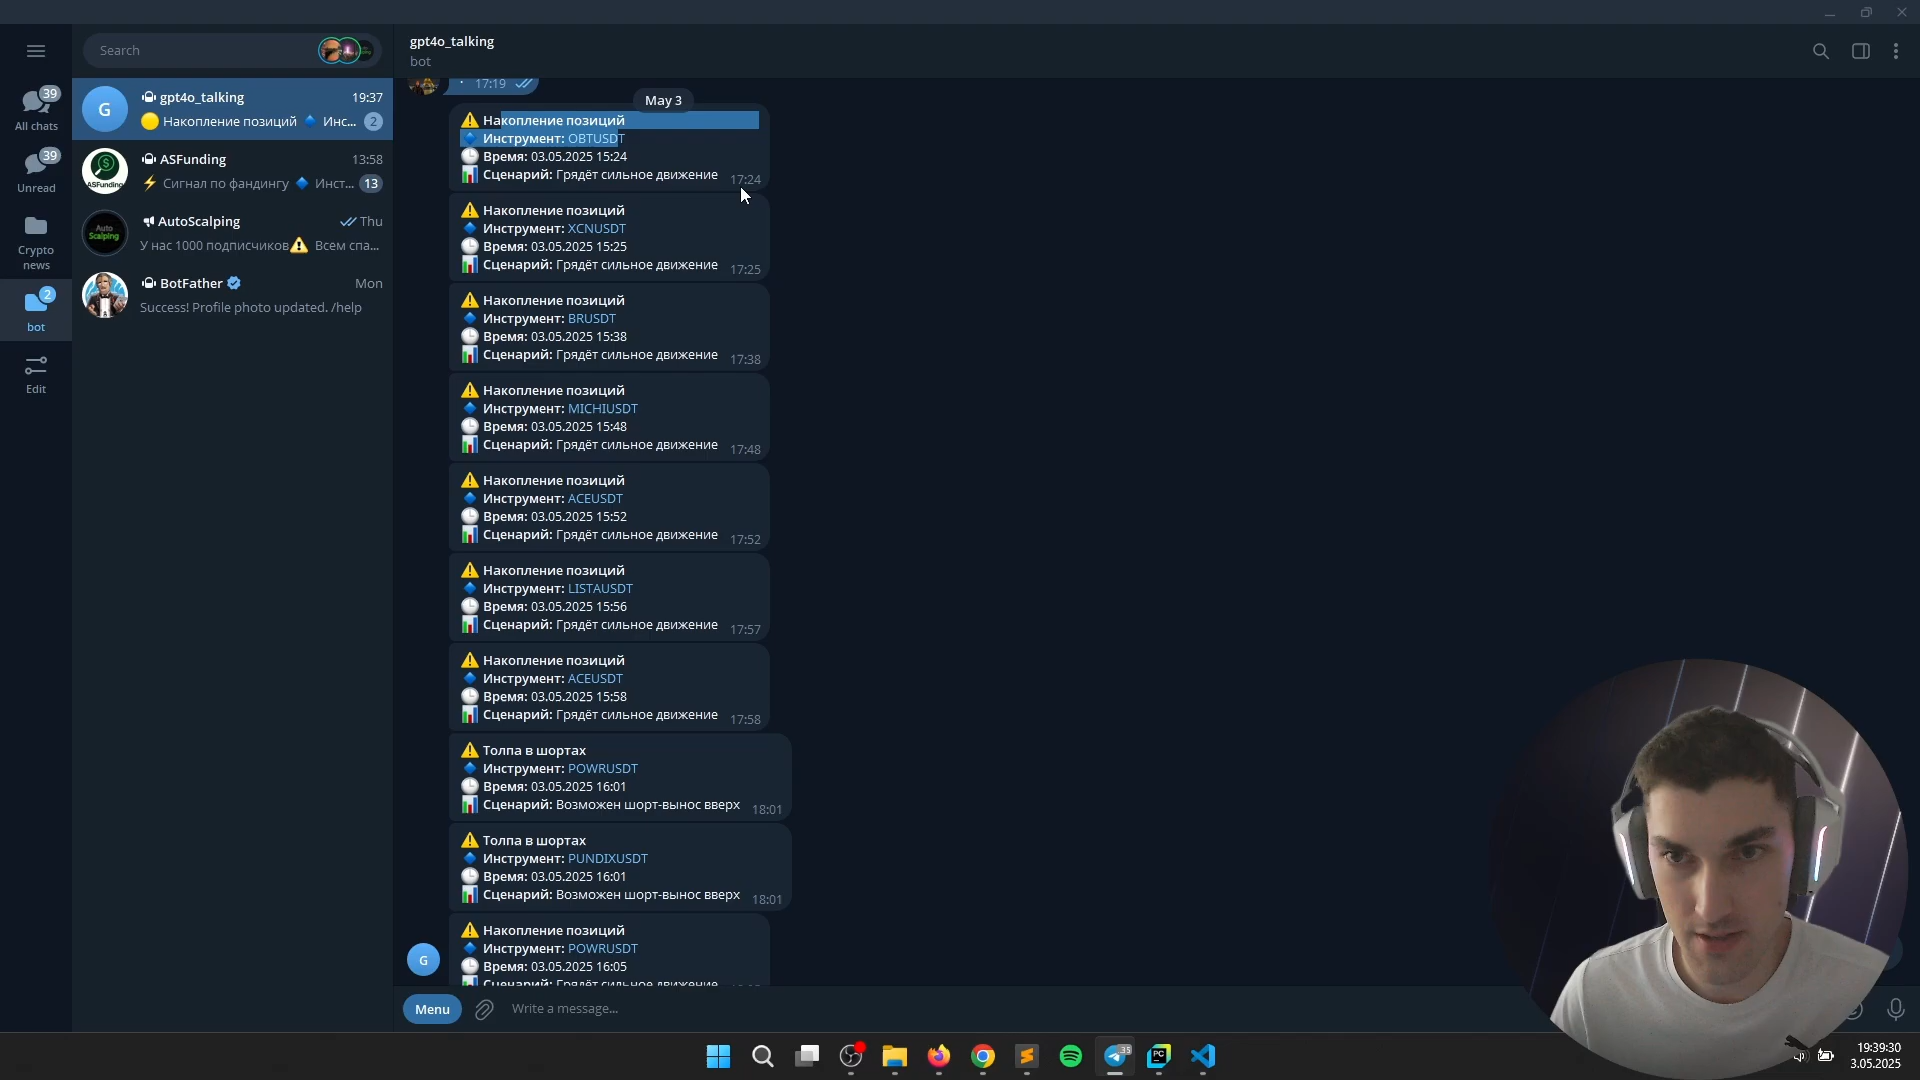 Search
gpt4o_talking
bot
39
All chats
39
Unread
Crypto
news
2
bot
Edit
G
gpt4o_talking
19:37
Накопление позиций
Инс...
2
ASFunding
ASFunding
13:58
Сигнал по фандингу
Инст...
13
Auto
Scalping
AutoScalping
Thu
У нас 1000 подписчиков
Всем спа...
BotFather
Mon
Success! Profile photo updated. /help
17:19
May 3
Накопление позиций
Инструмент: OBTUSDT
Время: 03.05.2025 15:24
Сценарий: Грядёт сильное движение
17:24
Накопление позиций
Инструмент: XCNUSDT
Время: 03.05.2025 15:25
Сценарий: Грядёт сильное движение
17:25
Накопление позиций
Инструмент: BRUSDT
Время: 03.05.2025 15:38
Сценарий: Грядёт сильное движение
17:38
Накопление позиций
Инструмент: MICHIUSDT
Время: 03.05.2025 15:48
Сценарий: Грядёт сильное движение
17:48
Накопление позиций
Инструмент: ACEUSDT
Время: 03.05.2025 15:52
Сценарий: Грядёт сильное движение
17:52
Накопление позиций
Инструмент: LISTAUSDT
Время: 03.05.2025 15:56
Сценарий: Грядёт сильное движение
17:57
Накопление позиций
Инструмент: ACEUSDT
Время: 03.05.2025 15:58
Сценарий: Грядёт сильное движение
17:58
Толпа в шортах
Инструмент: POWRUSDT
Время: 03.05.2025 16:01
Сценарий: Возможен шорт-вынос вверх
18:01
Толпа в шортах
Инструмент: PUNDIXUSDT
Время: 03.05.2025 16:01
Сценарий: Возможен шорт-вынос вверх
18:01
Накопление позиций
Инструмент: POWRUSDT
Время: 03.05.2025 16:05
Сценарий: Грядёт сильное движение
G
Menu
Write a message...
35
PC
19:39:30
3.05.2025